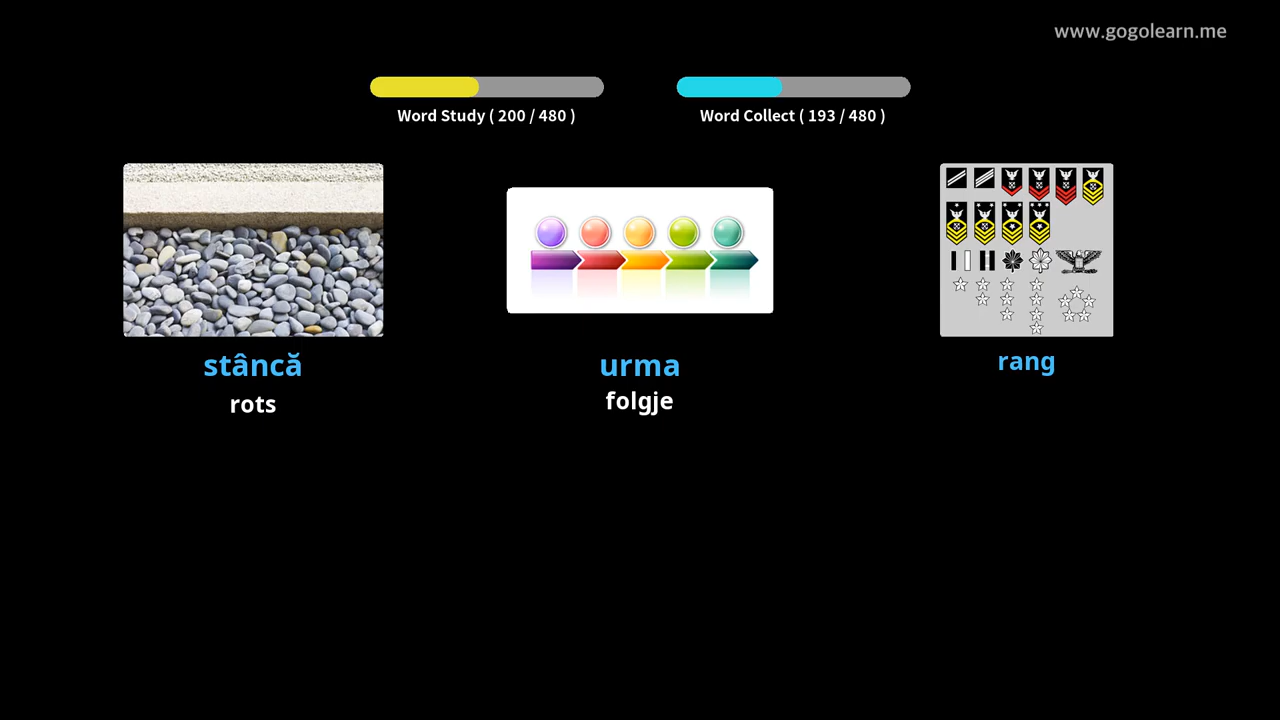 www.gogolearn.me
Word Study ( 200 / 480 )
Word Collect ( 193 / 480 )
stâncă
rots
urma
folgje
rang